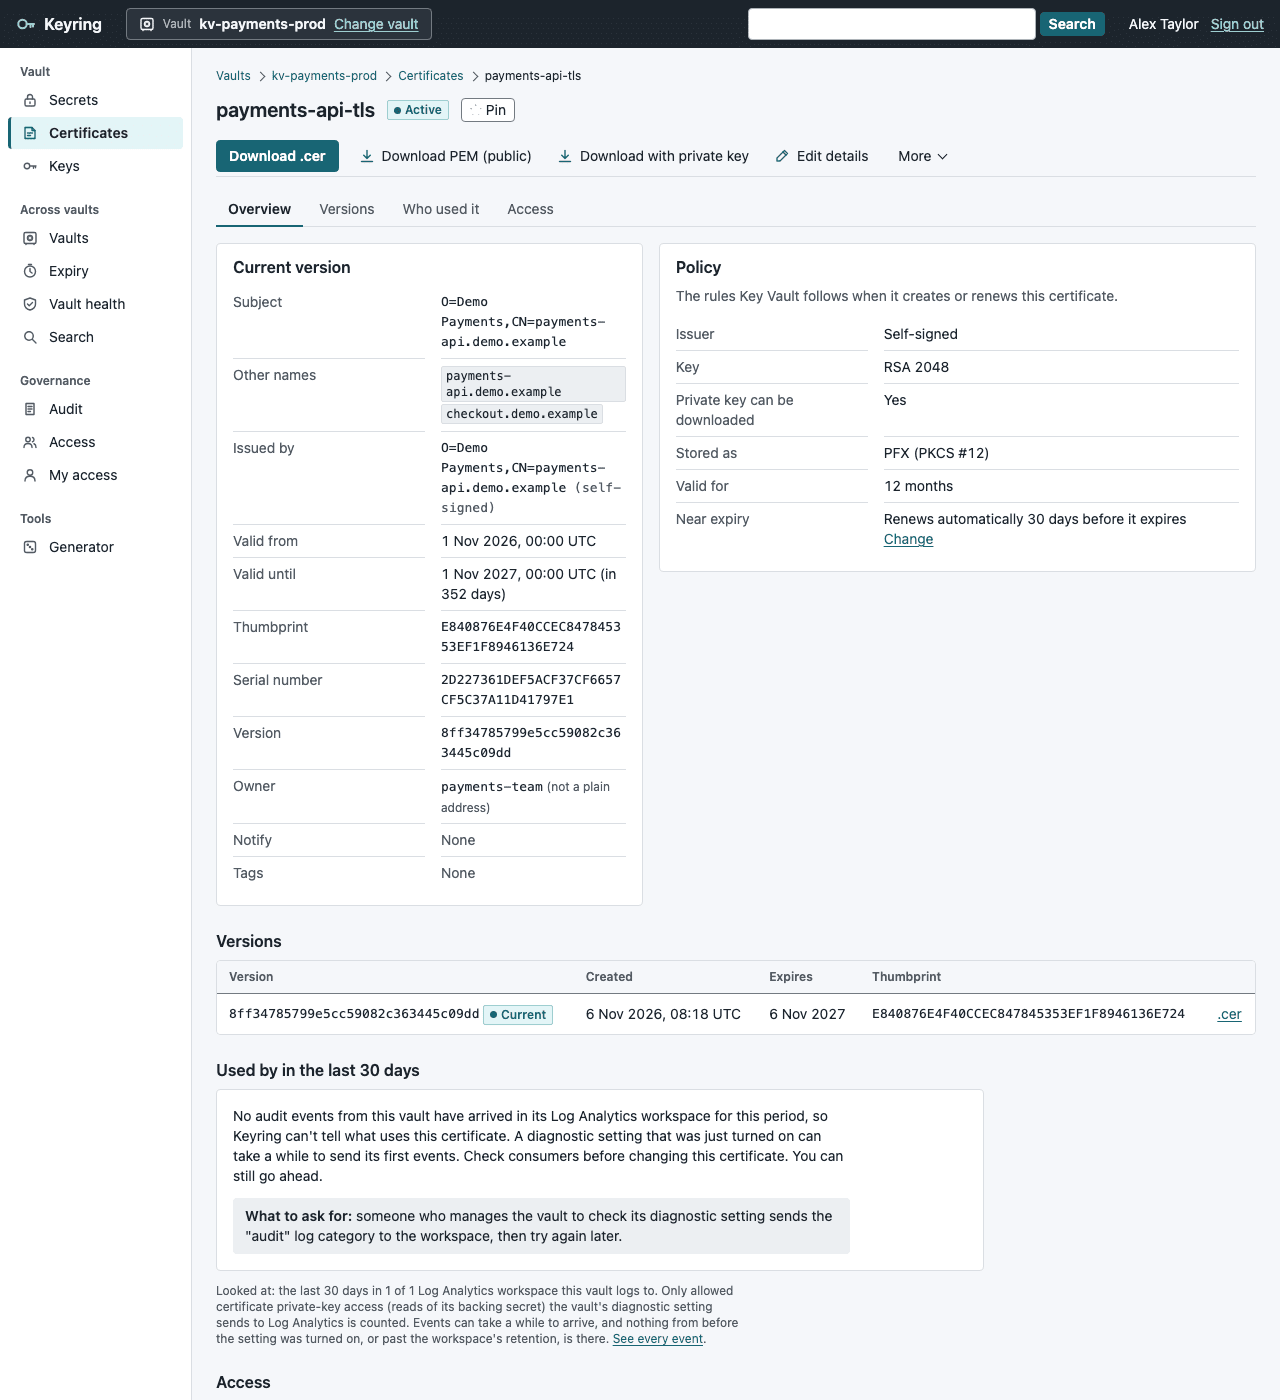 Keyring
Vault kv-payments-prod Change vault
Search
Alex Taylor Sign out
Vault
Secrets
Certificates
Keys
Across vaults
Vaults
Expiry
Vault health
Search
Governance
Audit
Access
My access
Tools
Generator
Vaults > kv-payments-prod > Certificates > payments-api-tls
payments-api-tls Active Pin
Download .cer Download PEM (public) Download with private key Edit details More
Overview Versions Who used it Access
Current version
Subject
O=Demo
Payments,CN=payments-
api.demo.example
Other names
payments-
api.demo.example
checkout.demo.example
Issued by
O=Demo
Payments,CN=payments-
api.demo.example (self-
signed)
Valid from
1 Nov 2026, 00:00 UTC
Valid until
1 Nov 2027, 00:00 UTC (in
352 days)
Thumbprint
E840876E4F40CCEC8478453
53EF1F8946136E724
Serial number
2D227361DEF5ACF37CF6657
CF5C37A11D41797E1
Version
8ff34785799e5cc59082c36
3445c09dd
Owner
payments-team (not a plain
address)
Notify
None
Tags
None
Policy
The rules Key Vault follows when it creates or renews this certificate.
Issuer
Self-signed
Key
RSA 2048
Private key can be
downloaded
Yes
Stored as
PFX (PKCS #12)
Valid for
12 months
Near expiry
Renews automatically 30 days before it expires
Change
Versions
Version Created Expires Thumbprint
8ff34785799e5cc59082c363445c09dd Current 6 Nov 2026, 08:18 UTC 6 Nov 2027 E840876E4F40CCEC847845353EF1F8946136E724 .cer
Used by in the last 30 days
No audit events from this vault have arrived in its Log Analytics workspace for this period, so
Keyring can't tell what uses this certificate. A diagnostic setting that was just turned on can
take a while to send its first events. Check consumers before changing this certificate. You can
still go ahead.
What to ask for: someone who manages the vault to check its diagnostic setting sends the
"audit" log category to the workspace, then try again later.
Looked at: the last 30 days in 1 of 1 Log Analytics workspace this vault logs to. Only allowed
certificate private-key access (reads of its backing secret) the vault's diagnostic setting
sends to Log Analytics is counted. Events can take a while to arrive, and nothing from before
the setting was turned on, or past the workspace's retention, is there. See every event.
Access